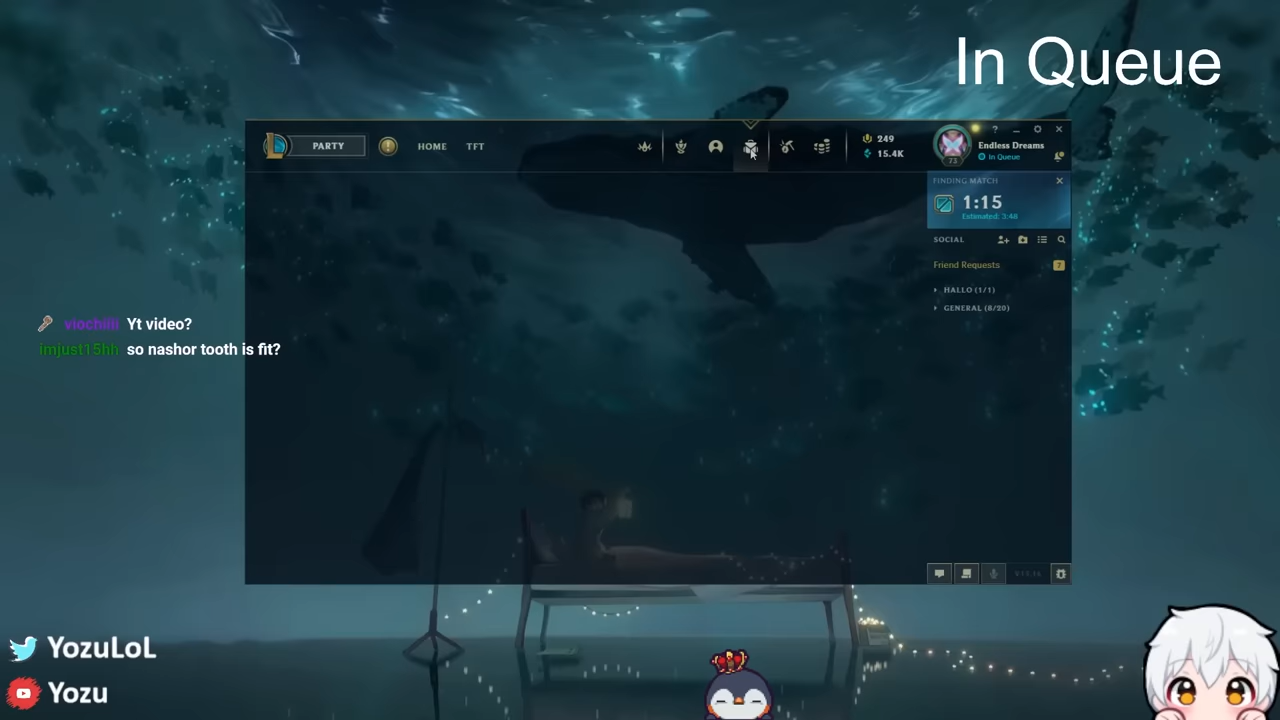 In Queue
PARTY
HOME
TFT
249
15.4K
Endless Dreams
In Queue
73
FINDING MATCH
1:15
Estimated: 3:48
SOCIAL
Friend Requests
7
HALLO (1/1)
GENERAL (8/20)
Yt video?
imjust15hh so nashor tooth is fit?
YozuLoL
Yozu